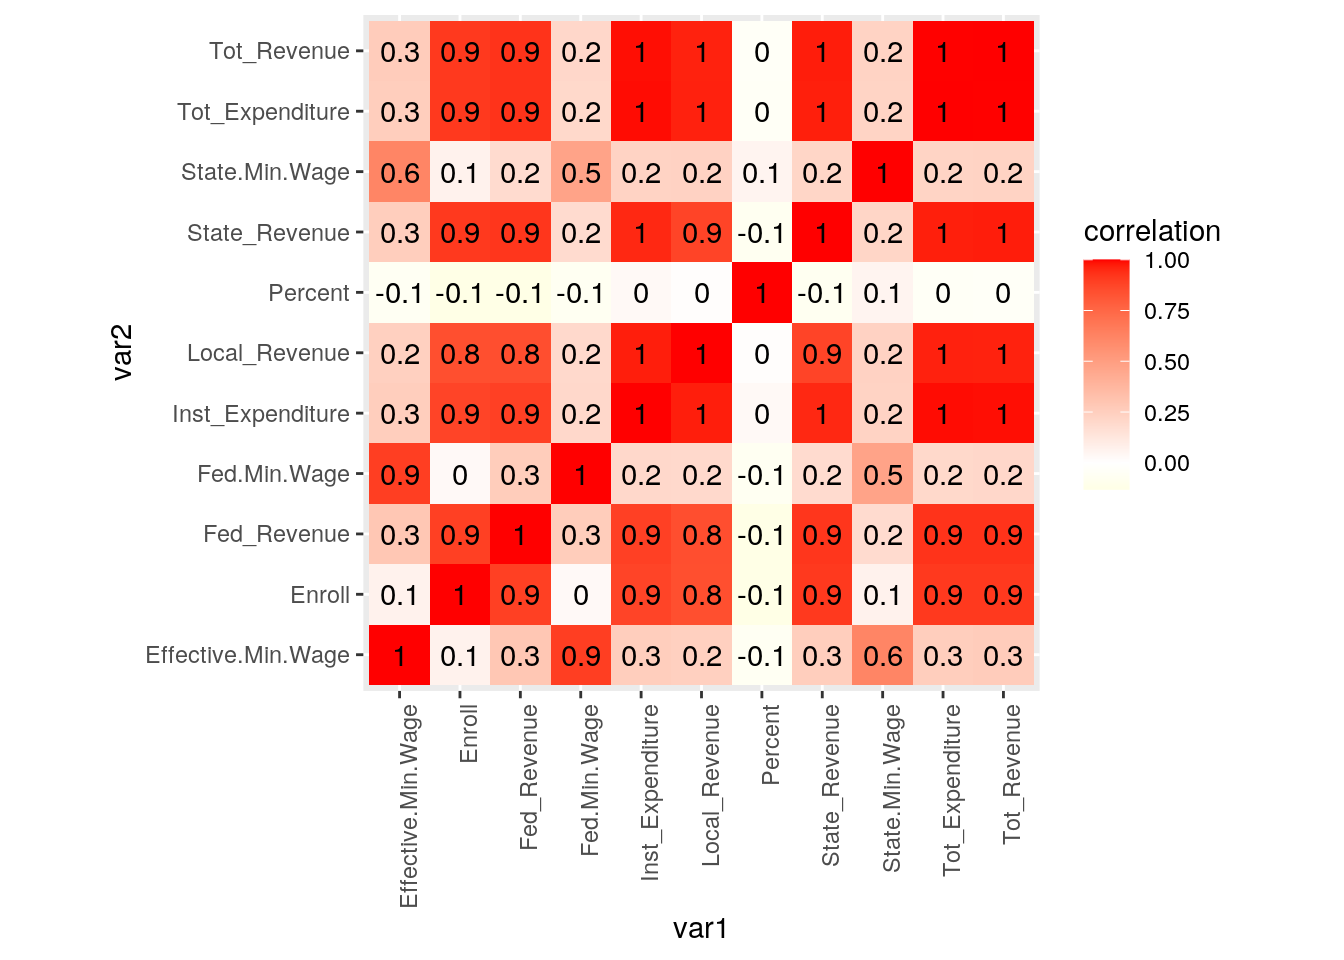 Tot_Revenue 0.3 0.9 0.9 0.2 1 1 0 1 0.2 1 1
Tot_Expenditure 0.3 0.9 0.9 0.2 1 1 0 1 0.2 1 1
State.Min.Wage 0.6 0.1 0.2 0.5 0.2 0.2 0.1 0.2 1 0.2 0.2
State_Revenue 0.3 0.9 0.9 0.2 1 0.9 -0.1 1 0.2 1 1
Percent -0.1 -0.1 -0.1 -0.1 0 0 1 -0.1 0.1 0 0
Local_Revenue 0.2 0.8 0.8 0.2 1 1 0 0.9 0.2 1 1
Inst_Expenditure 0.3 0.9 0.9 0.2 1 1 0 1 0.2 1 1
Fed.Min.Wage 0.9 0 0.3 1 0.2 0.2 -0.1 0.2 0.5 0.2 0.2
Fed_Revenue 0.3 0.9 1 0.3 0.9 0.8 -0.1 0.9 0.2 0.9 0.9
Enroll 0.1 1 0.9 0 0.9 0.8 -0.1 0.9 0.1 0.9 0.9
Effective.Min.Wage 1 0.1 0.3 0.9 0.3 0.2 -0.1 0.3 0.6 0.3 0.3
var2
Effective.Min.Wage
Enroll
Fed_Revenue
Fed.Min.Wage
Inst_Expenditure
Local_Revenue
Percent
State_Revenue
State.Min.Wage
Tot_Expenditure
Tot_Revenue
var1
correlation
1.00
0.75
0.50
0.25
0.00